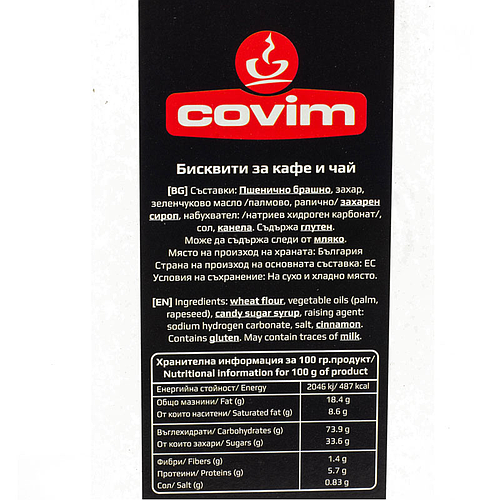 covim
Бисквити за кафе и чай
[BG] Съставки: Пшенично брашно, захар,
зеленчуково масло /палмово, рапично/ захарен
сироп, набухвател: /натриев хидроген карбонат/,
сол, канела. Съдържа глутен.
Може да съдържа следи от мляко.
Място на произход на храната: България
Страна на произход на основната съставка: ЕС
Условия на съхранение: На сухо и хладно място.
[EN] Ingredients: wheat flour, vegetable oils (palm,
rapeseed), candy sugar syrup, raising agent:
sodium hydrogen carbonate, salt, cinnamon.
Contains gluten. May contain traces of milk.
Хранителна информация за 100 гр.продукт/
Nutritional information for 100 g of product
Енергийна стойност/ Energy 2046 kj/ 487 kcal
Общо мазнини/ Fat (g) 18.4 g
От които наситени/ Saturated fat (g) 8.6 g
Въглехидрати/ Carbohydrates (g) 73.9 g
От които захари/ Sugars (g) 33.6 g
Фибри/ Fibers (g) 1.4 g
Протеини/ Proteins (g) 5.7 g
Сол/ Salt (g) 0.83 g